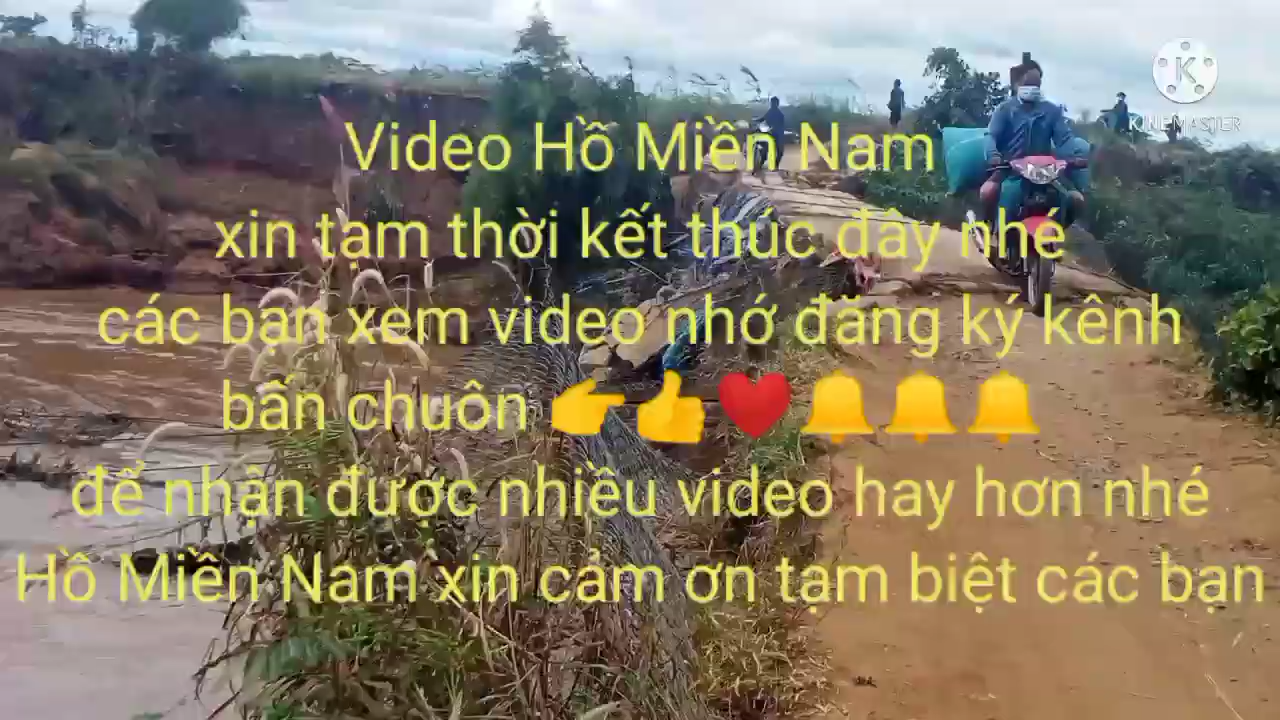 KINEMASTER
Video Hồ Miền Nam
xin tạm thời kết thúc đây nhé
các bạn xem video nhớ đăng ký kênh
bấn chuôn 👉👍❤️🔔🔔🔔
để nhận được nhiều video hay hơn nhé
Hồ Miền Nam xin cảm ơn tạm biệt các bạn